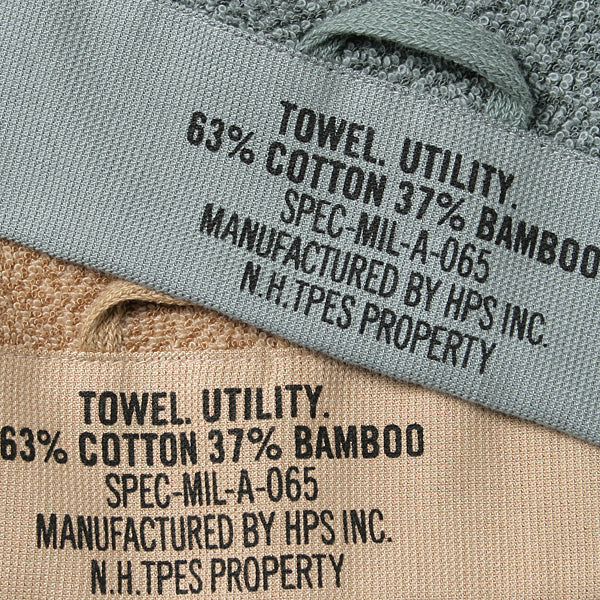 TOWEL. UTILITY.
63% COTTON 37% BAMBOO
SPEC-MIL-A-065
MANUFACTURED BY HPS INC.
N.H.TPES PROPERTY
TOWEL. UTILITY.
63% COTTON 37% BAMBOO
SPEC-MIL-A-065
MANUFACTURED BY HPS INC.
N.H.TPES PROPERTY